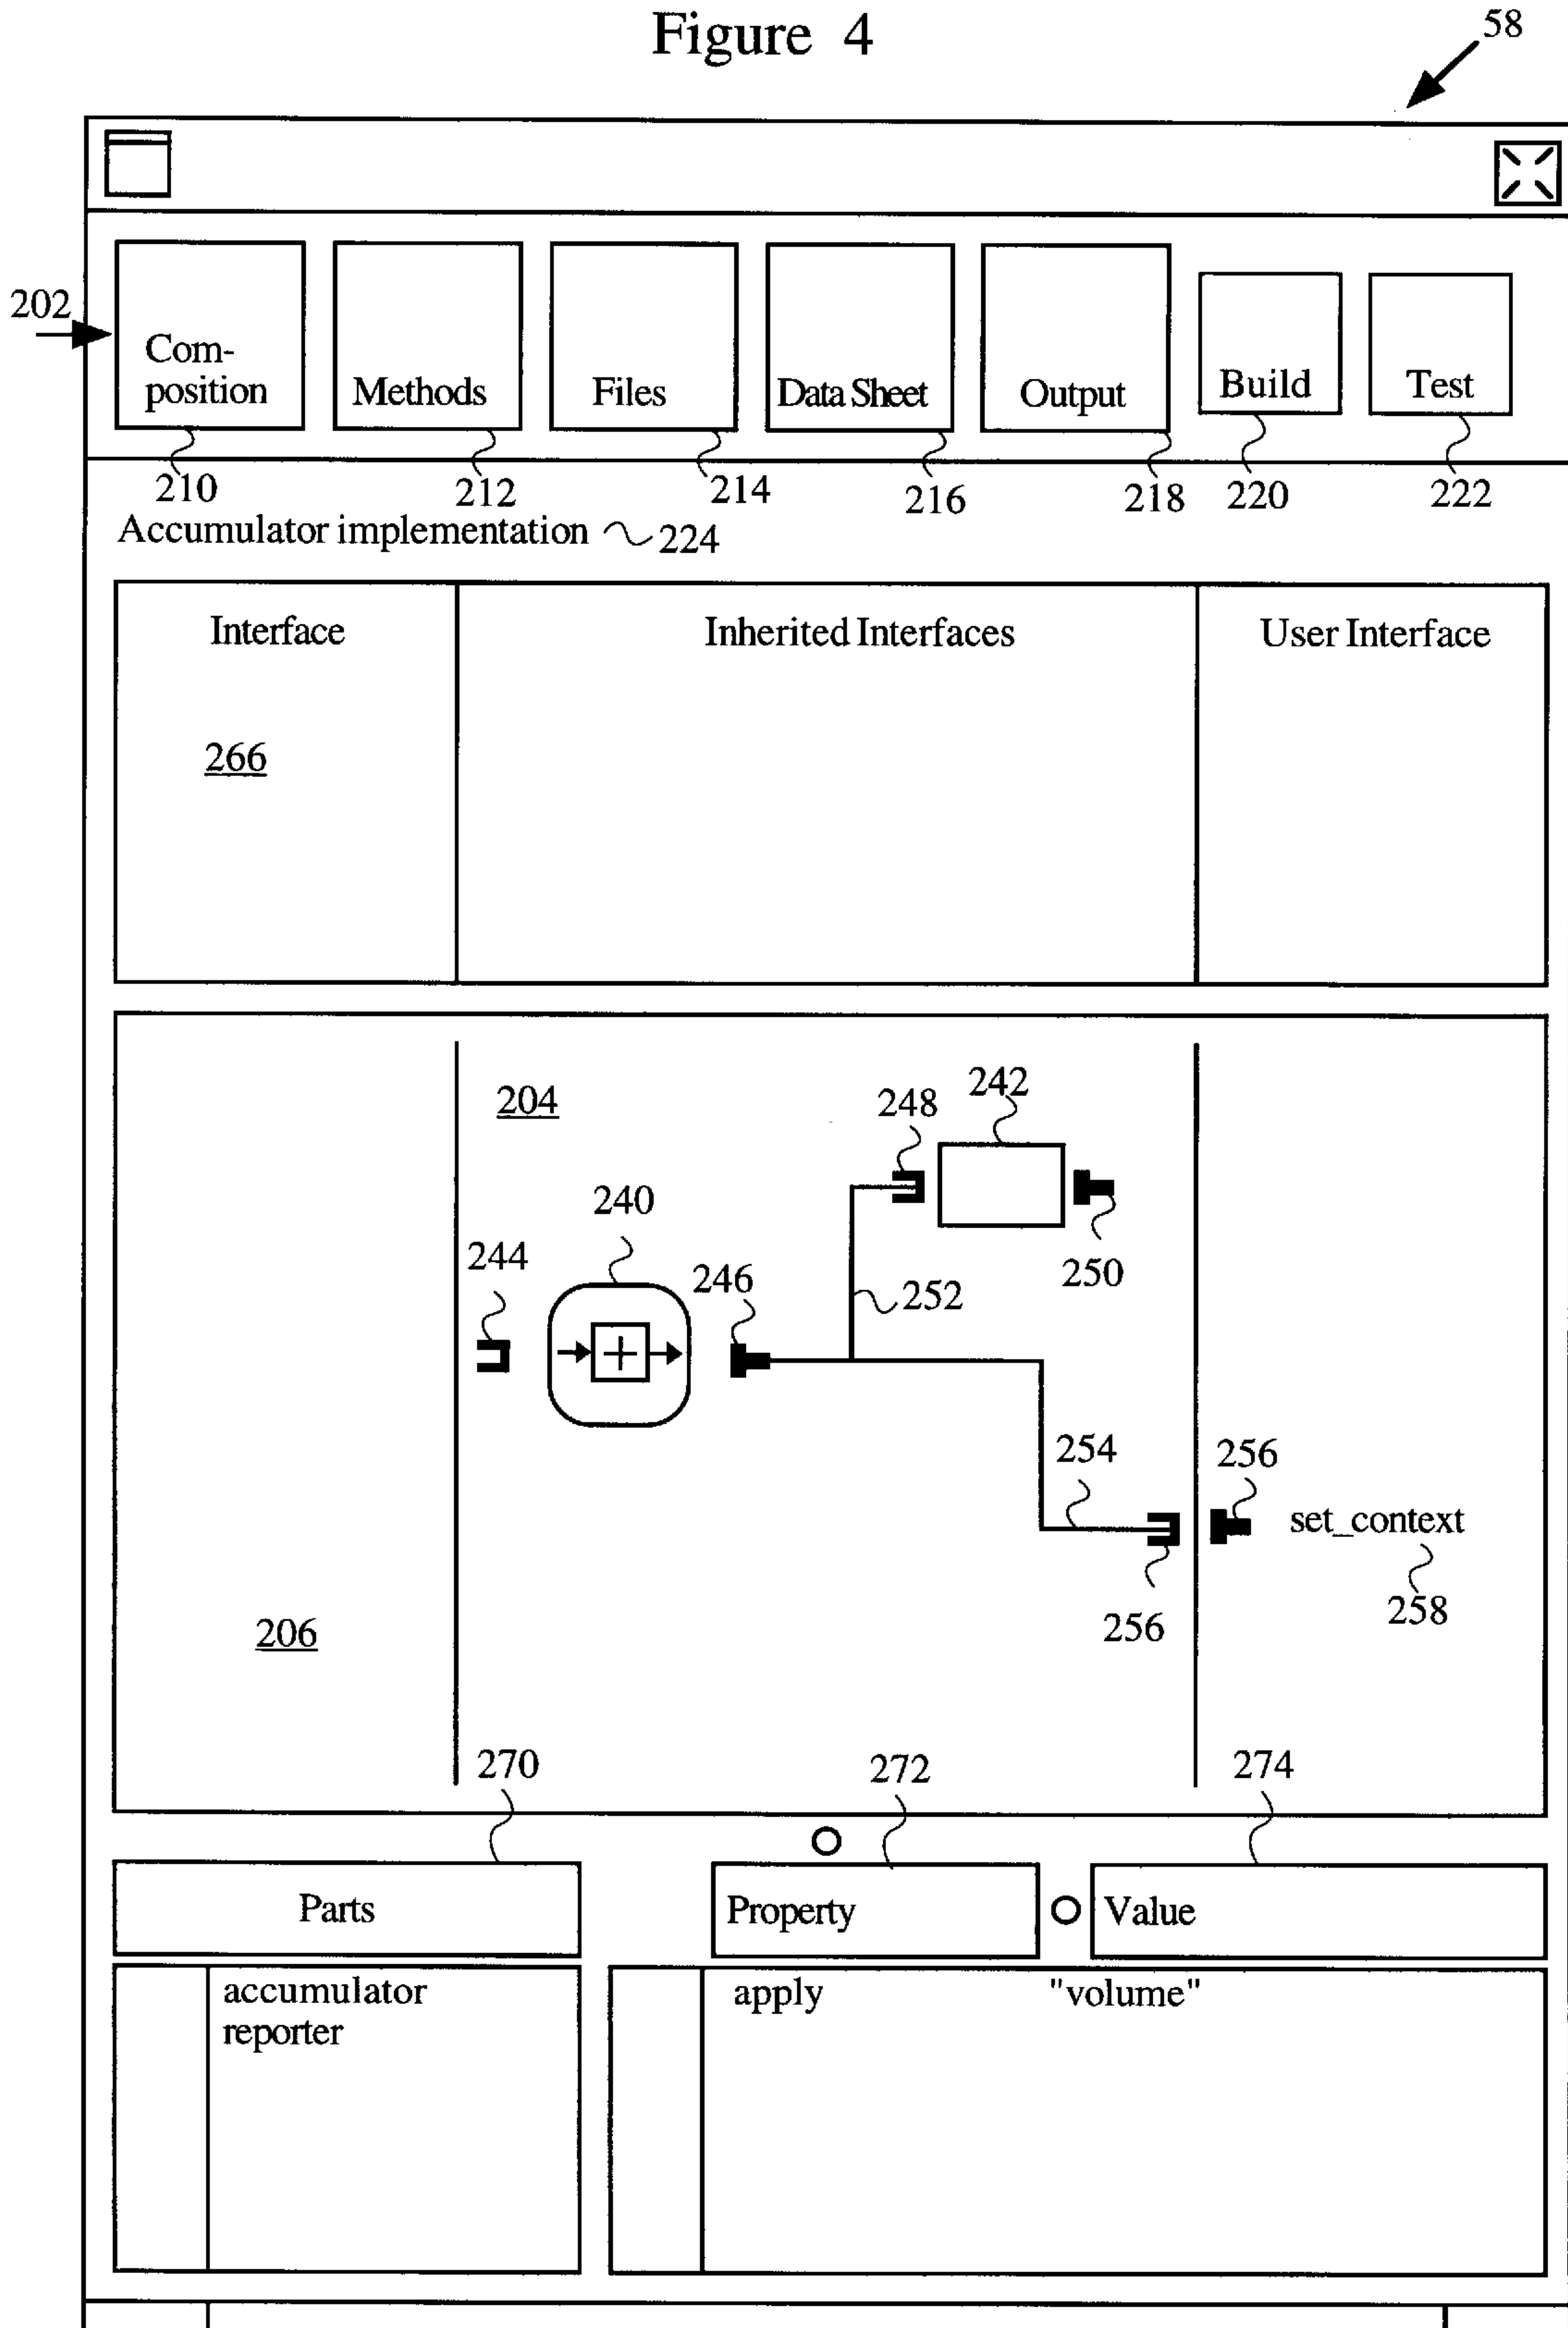 Figure 4
58
202
Com-
position
Methods
Files
Data Sheet
Output
Build
Test
210
212
214
216
218
220
222
Accumulator implementation
224
Interface
Inherited Interfaces
User Interface
266
204
248
242
240
244
246
252
250
254
256
set_context
256
258
206
270
272
274
Parts
Property
Value
accumulator
reporter
apply
"volume"